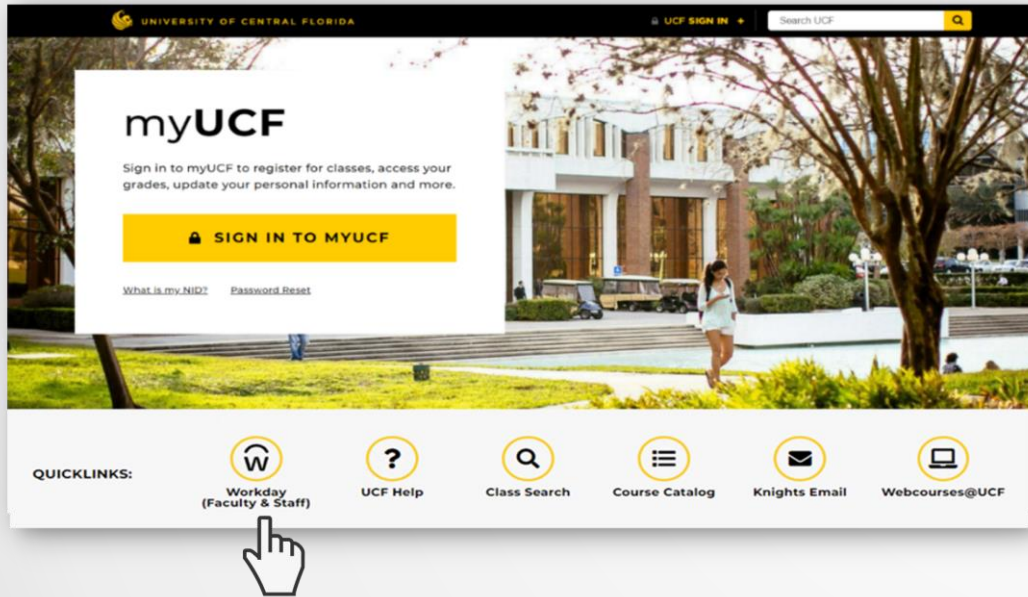 UNIVERSITY OF CENTRAL FLORIDA
UCF SIGN IN +
Search UCF
myUCF
Sign in to myUCF to register for classes, access your
grades, update your personal information and more.
SIGN IN TO MYUCF
What is my NID? Password Reset
QUICKLINKS:
Workday
(Faculty & Staff)
UCF Help
Class Search
Course Catalog
Knights Email
Webcourses@UCF